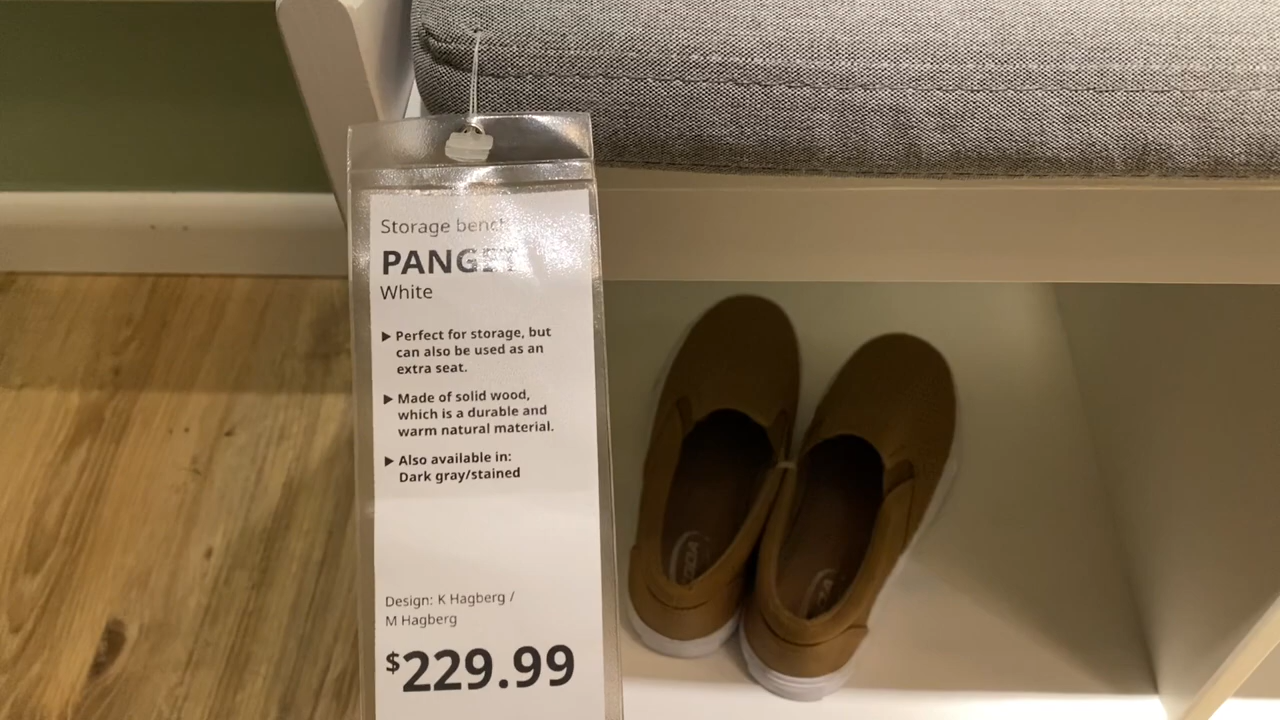 Storage bench
PANGET
White
▶ Perfect for storage, but
can also be used as an
extra seat.
▶ Made of solid wood,
which is a durable and
warm natural material.
▶ Also available in:
Dark gray/stained
Design: K Hagberg /
M Hagberg
$229.99